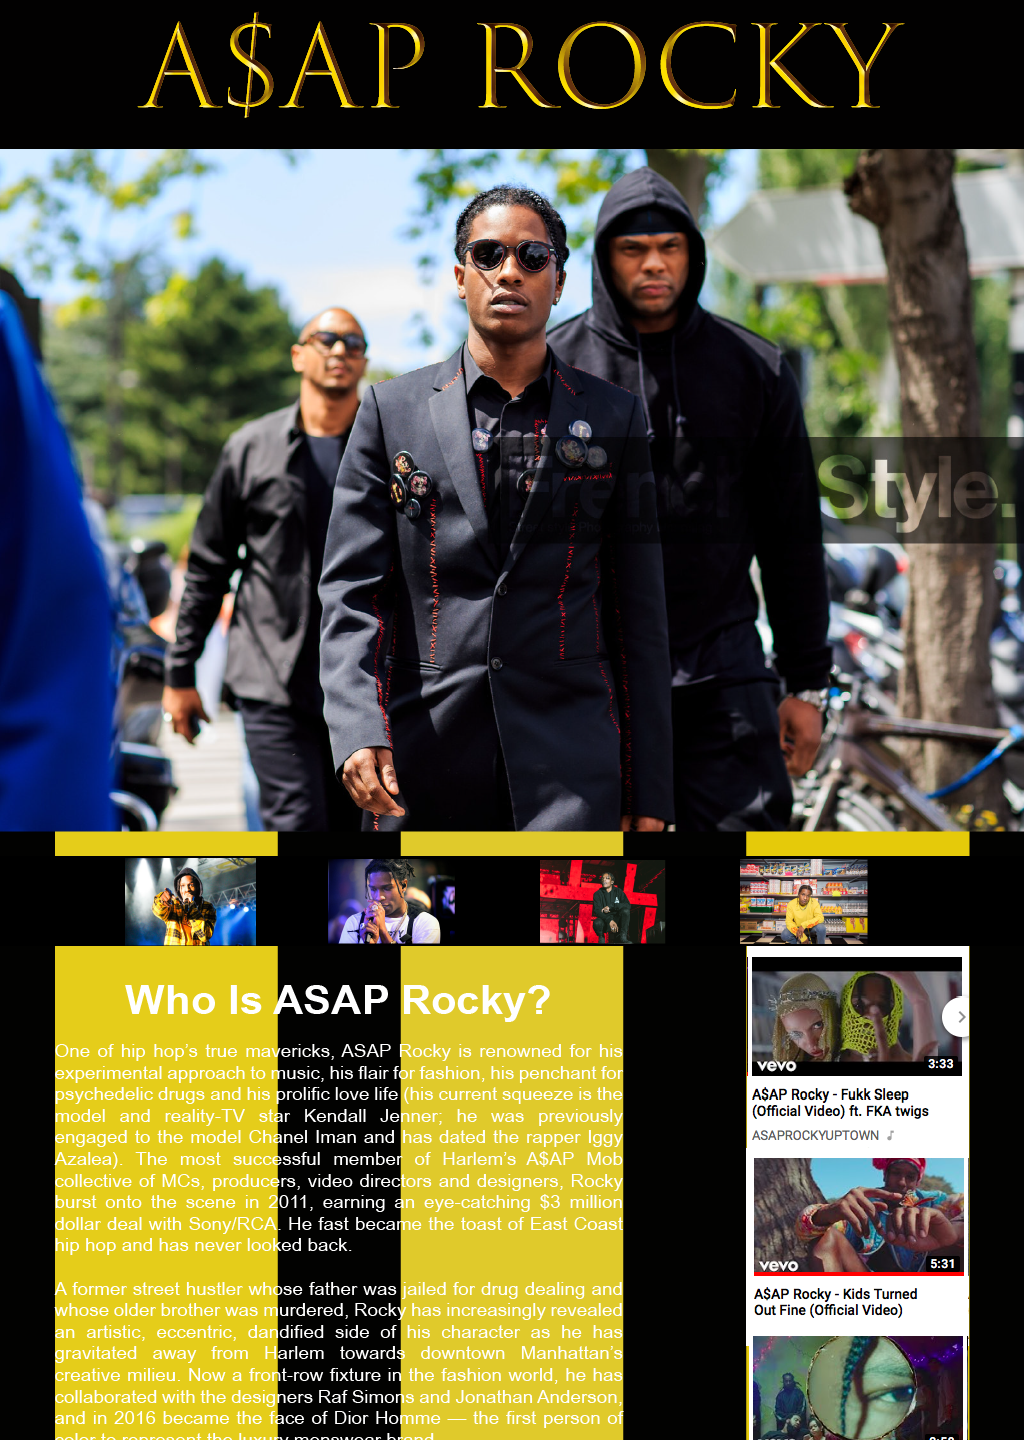 A$AP ROCKY
Style.
Who Is ASAP Rocky?
One of hip hop’s true mavericks, ASAP Rocky is renowned for his
experimental approach to music, his flair for fashion, his penchant for
psychedelic drugs and his prolific love life (his current squeeze is the
model and reality-TV star Kendall Jenner; he was previously
engaged to the model Chanel Iman and has dated the rapper Iggy
Azalea). The most successful member of Harlem’s A$AP Mob
collective of MCs, producers, video directors and designers, Rocky
burst onto the scene in 2011, earning an eye-catching $3 million
dollar deal with Sony/RCA. He fast became the toast of East Coast
hip hop and has never looked back.
A former street hustler whose father was jailed for drug dealing and
whose older brother was murdered, Rocky has increasingly revealed
an artistic, eccentric, dandified side of his character as he has
gravitated away from Harlem towards downtown Manhattan’s
creative milieu. Now a front-row fixture in the fashion world, he has
collaborated with the designers Raf Simons and Jonathan Anderson,
and in 2016 became the face of Dior Homme — the first person of
color to represent the luxury menswear brand.
vevo
3:33
A$AP Rocky - Fukk Sleep
(Official Video) ft. FKA twigs
ASAPROCKYUPTOWN
vevo
5:31
A$AP Rocky - Kids Turned
Out Fine (Official Video)